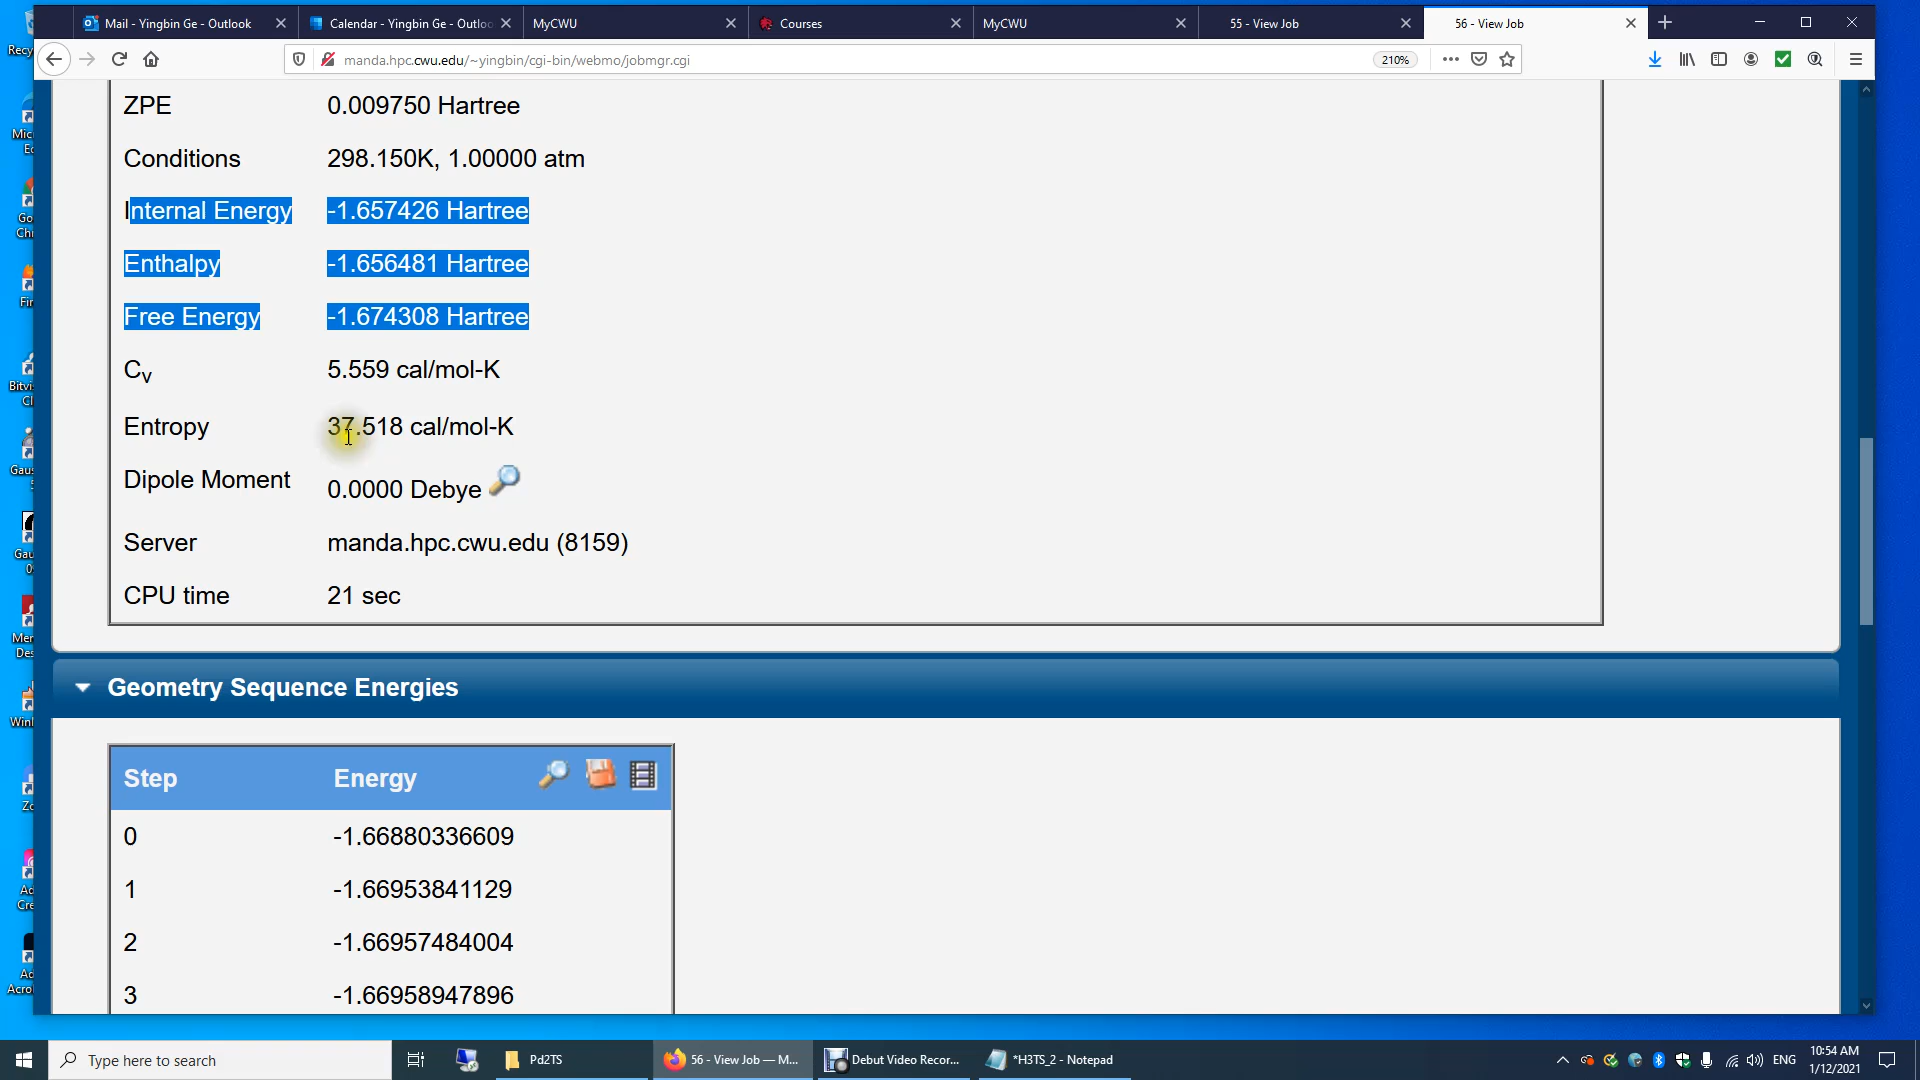 Mail - Yingbin Ge - Outlook
Calendar - Yingbin Ge - Outlo
MyCWU
Courses
MyCWU
55 - View Job
56 - View Job
manda.hpc.cwu.edu/~yingbin/cgi-bin/webmo/jobmgr.cgi
210%
ZPE 0.009750 Hartree
Conditions 298.150K, 1.00000 atm
Internal Energy -1.657426 Hartree
Enthalpy -1.656481 Hartree
Free Energy -1.674308 Hartree
Cv 5.559 cal/mol-K
Entropy 37.518 cal/mol-K
Dipole Moment 0.0000 Debye
Server manda.hpc.cwu.edu (8159)
CPU time 21 sec
Geometry Sequence Energies
Step Energy
0 -1.66880336609
1 -1.66953841129
2 -1.66957484004
3 -1.66958947896
Type here to search
Pd2TS
56 - View Job — M...
Debut Video Recor...
*H3TS_2 - Notepad
ENG
10:54 AM
1/12/2021